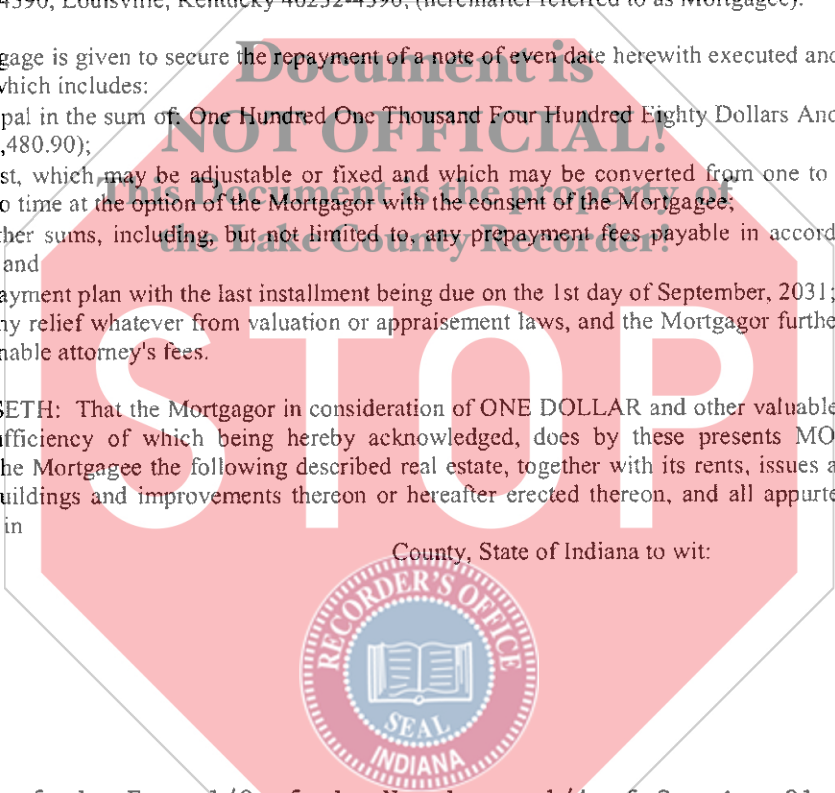 4390, Louisville, Kentucky 40252-4390, (hereinafter referred to as Mortgagee).
gage is given to secure the repayment of a note of even date herewith executed and
which includes:
pal in the sum of: One Hundred One Thousand Four Hundred Eighty Dollars And
,480.90);
st, which may be adjustable or fixed and which may be converted from one to
o time at the option of the Mortgagor with the consent of the Mortgagee;
her sums, including, but not limited to, any prepayment fees payable in accord
and
ayment plan with the last installment being due on the 1st day of September, 2031;
ny relief whatever from valuation or appraisement laws, and the Mortgagor furthe
nable attorney's fees.
SETH: That the Mortgagor in consideration of ONE DOLLAR and other valuable
ufficiency of which being hereby acknowledged, does by these presents MO
he Mortgagee the following described real estate, together with its rents, issues a
uildings and improvements thereon or hereafter erected thereon, and all appurte
in
County, State of Indiana to wit:
Document is
NOT OFFICIAL!
This Document is the property of
the Lake County Recorder!
STOP
RECORDER'S OFFICE
SEAL
INDIANA